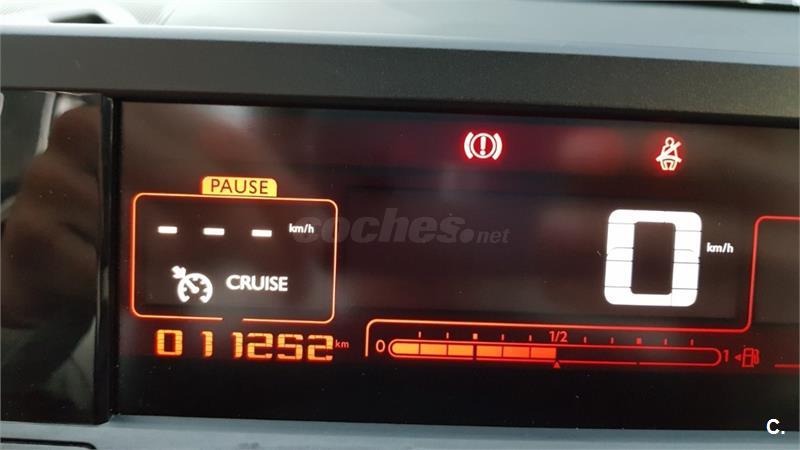 PAUSE
- - - km/h
CRUISE
011252 km
coches.net
0 km/h
0 1/2 1
C.